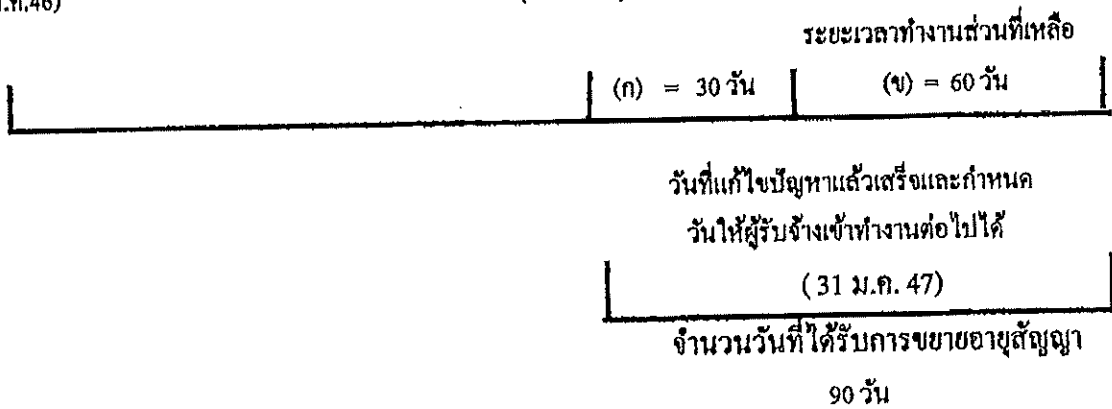 ระยะเวลาทำงานส่วนที่เหลือ
(ก) = 30 วัน
(ข) = 60 วัน
วันที่แก้ไขปัญหาแล้วเสร็จและกำหนด
วันให้ผู้รับจ้างเข้าทำงานต่อไปได้
( 31 ม.ค. 47)
จำนวนวันที่ได้รับการขยายอายุสัญญา
90 วัน